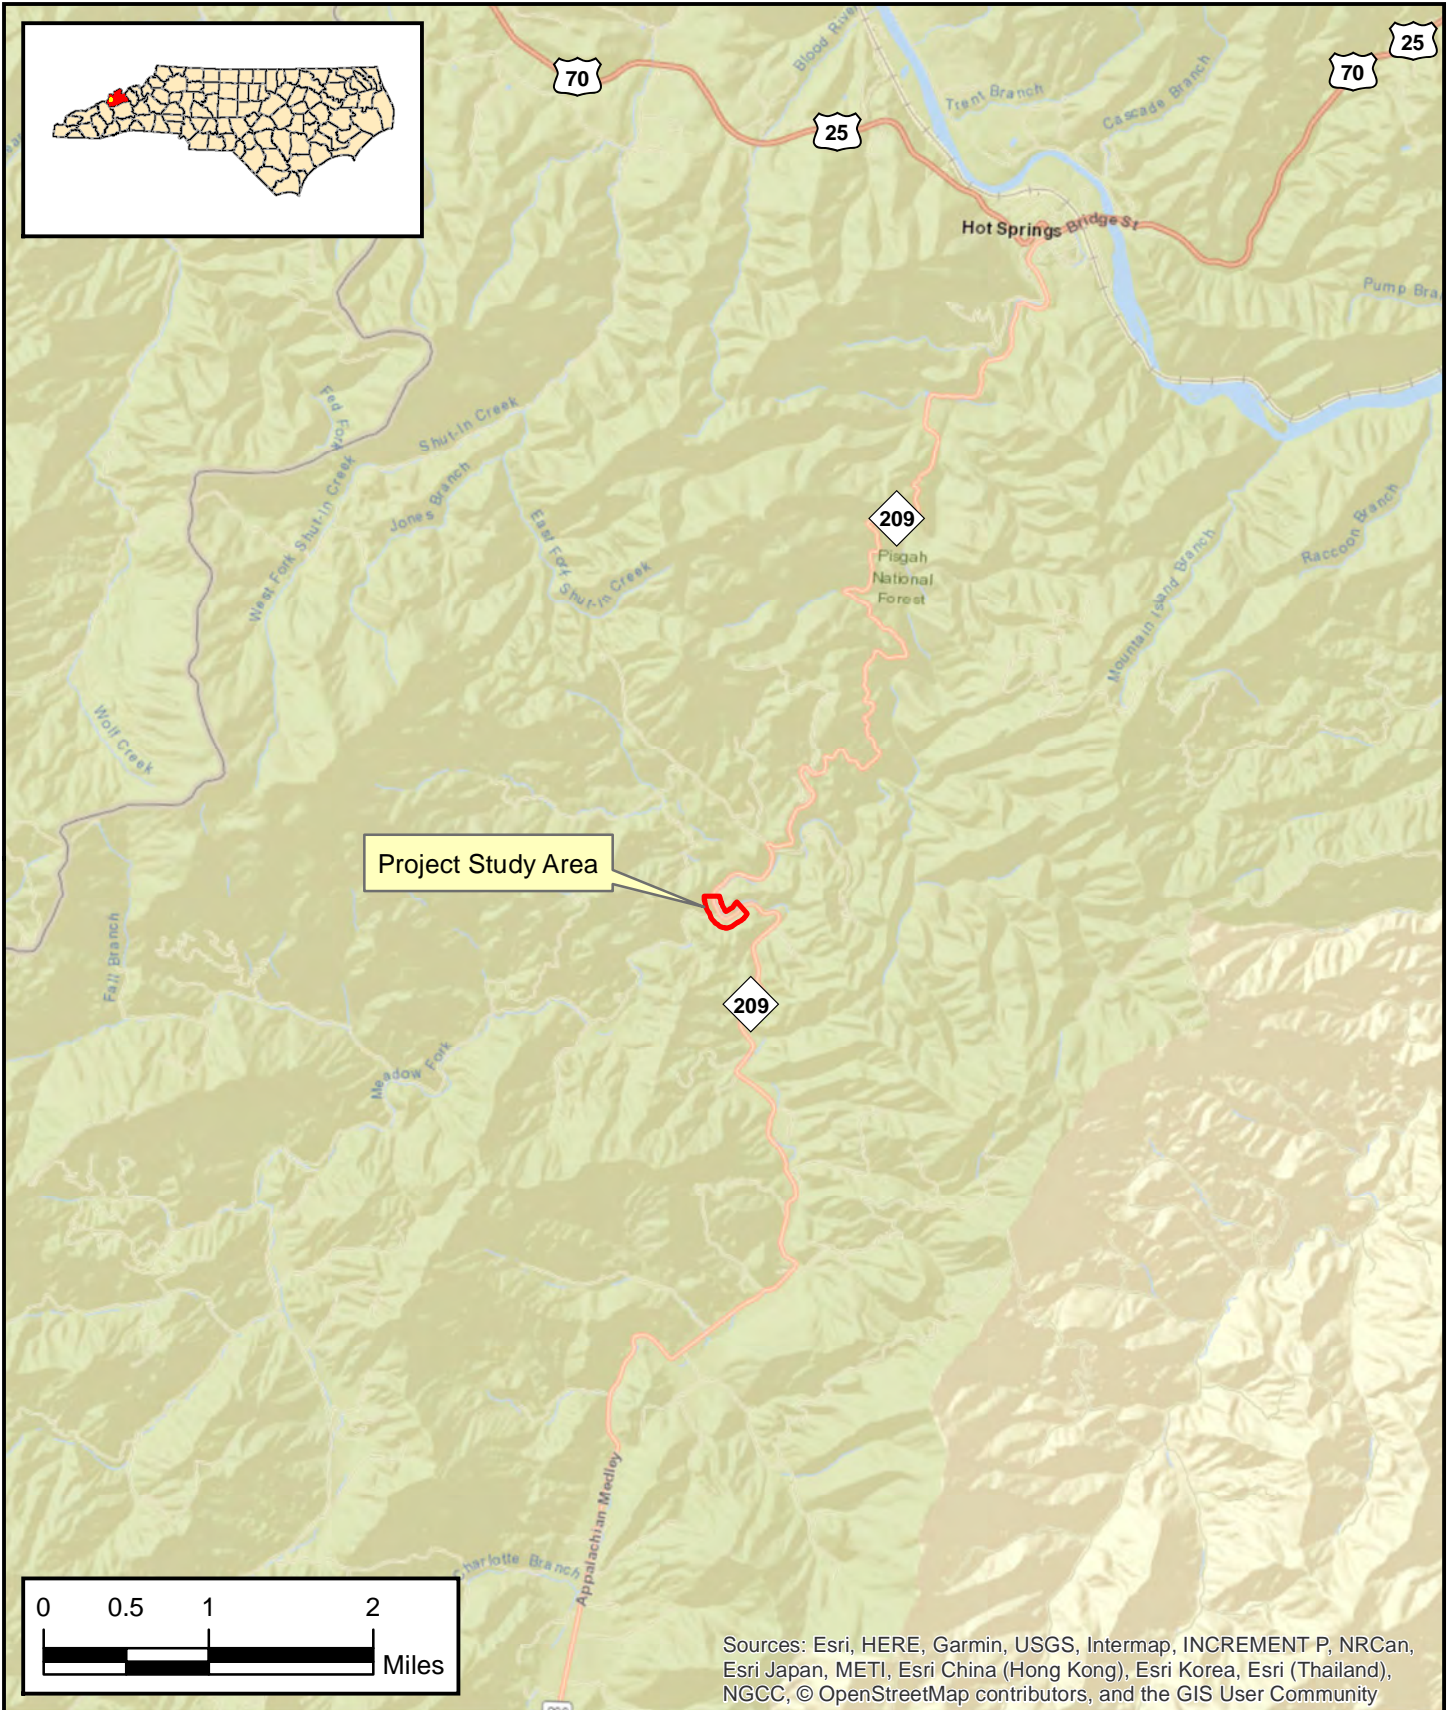 25
70
70
25
Blood River
Trent Branch
Cascade Branch
Hot Springs
Bridge St
Fed Fork
Shut-In Creek
Jones Branch
West Fork Shut-In Creek
East Fork Shut-In Creek
209
Pisgah
National
Forest
Mountain Island Branch
Raccoon Branch
Wolf Creek
Project Study Area
Fall Branch
209
Meadow Fork
Appalachian Medley
Charlotte Branch
0 0.5 1 2
Miles
Sources: Esri, HERE, Garmin, USGS, Intermap, INCREMENT P, NRCan,
Esri Japan, METI, Esri China (Hong Kong), Esri Korea, Esri (Thailand),
NGCC, © OpenStreetMap contributors, and the GIS User Community